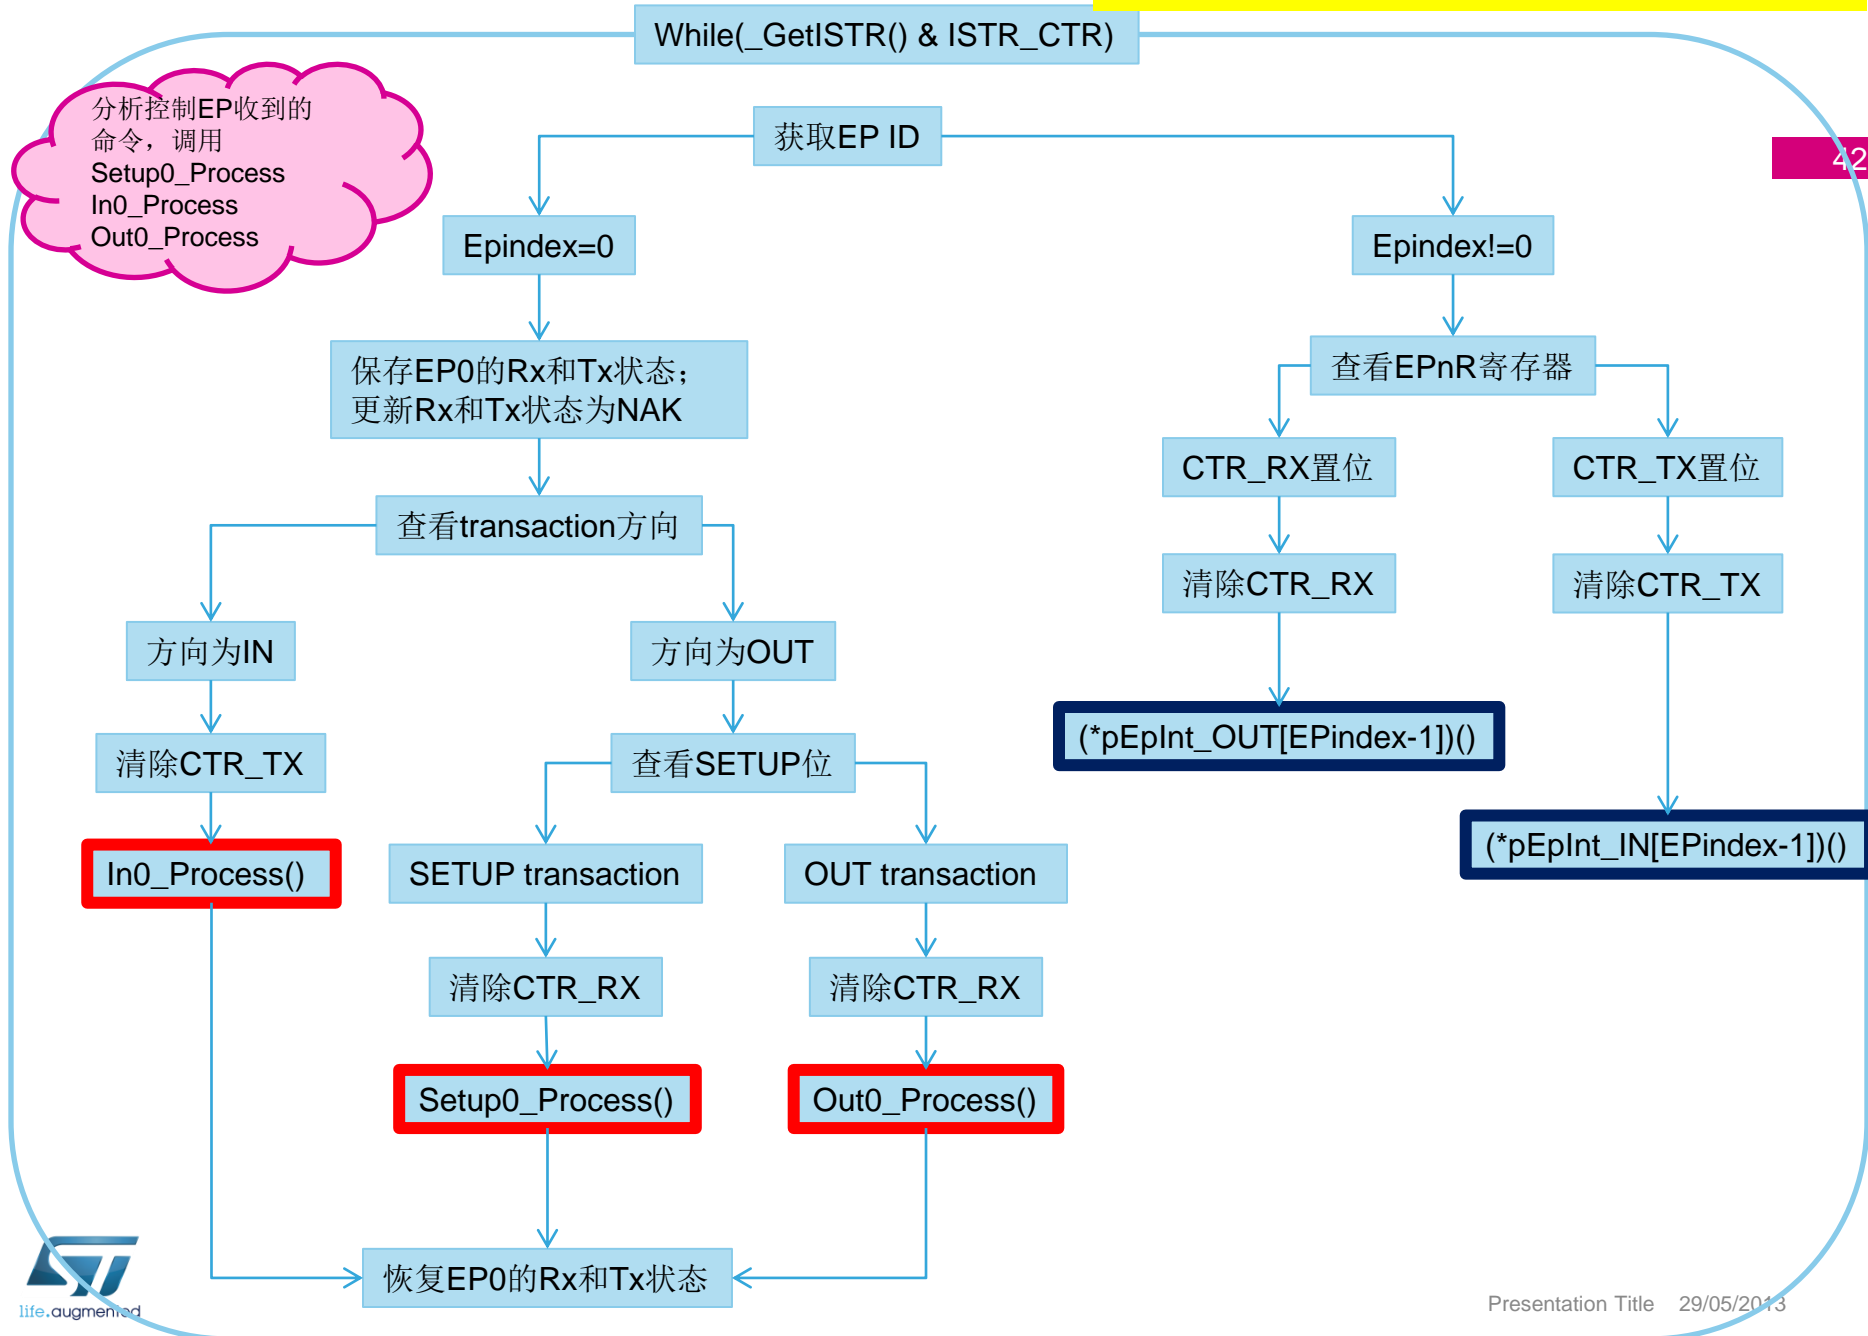 While(_GetISTR() & ISTR_CTR)
分析控制EP收到的
命令，调用
Setup0_Process
In0_Process
Out0_Process
获取EP ID
42
Epindex=0
Epindex!=0
保存EP0的Rx和Tx状态；
更新Rx和Tx状态为NAK
查看EPnR寄存器
CTR_RX置位
CTR_TX置位
查看transaction方向
清除CTR_RX
清除CTR_TX
方向为IN
方向为OUT
(*pEpInt_OUT[EPindex-1])()
清除CTR_TX
查看SETUP位
(*pEpInt_IN[EPindex-1])()
In0_Process()
SETUP transaction
OUT transaction
清除CTR_RX
清除CTR_RX
Setup0_Process()
Out0_Process()
恢复EP0的Rx和Tx状态
life.augmented
Presentation Title 29/05/2013